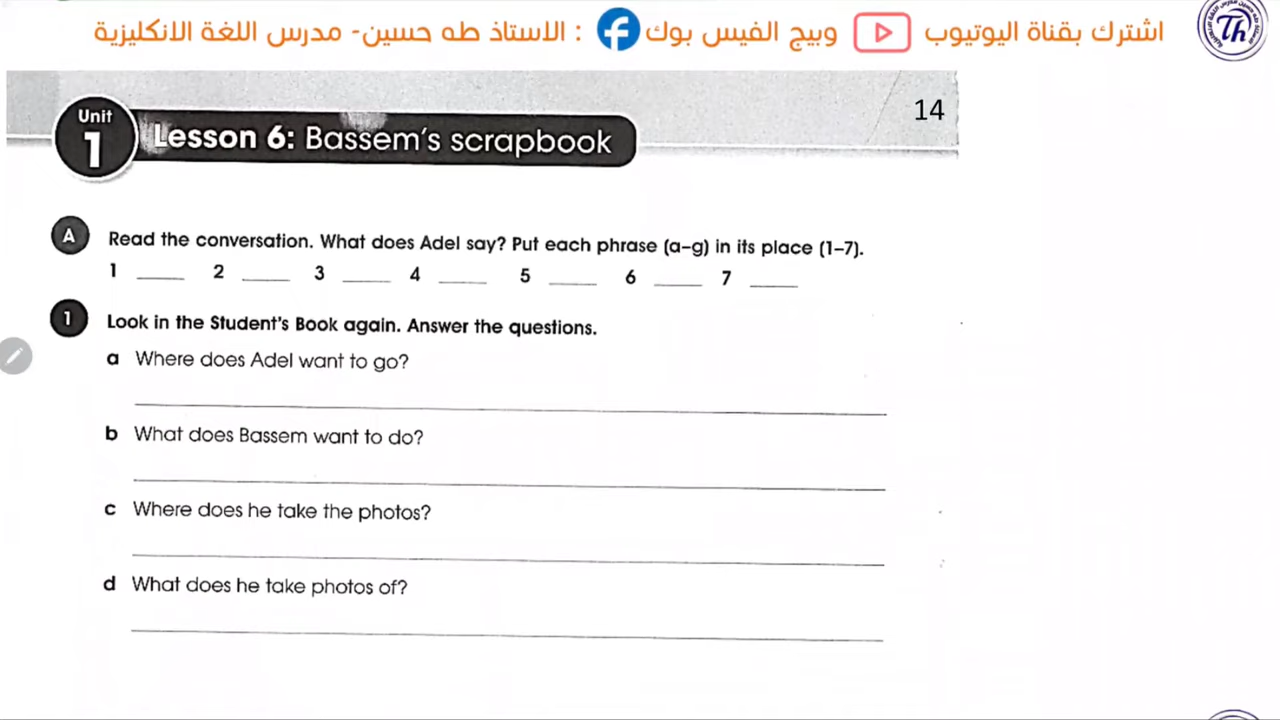 اشترك بقناة اليوتيوب وبيج الفيس بوك : الاستاذ طه حسين- مدرس اللغة الانكليزية
Th
14
Unit 1 Lesson 6: Bassem's scrapbook
A Read the conversation. What does Adel say? Put each phrase (a–g) in its place (1–7).
1 ____ 2 ____ 3 ____ 4 ____ 5 ____ 6 ____ 7 ____
1 Look in the Student's Book again. Answer the questions.
a Where does Adel want to go?
b What does Bassem want to do?
c Where does he take the photos?
d What does he take photos of?